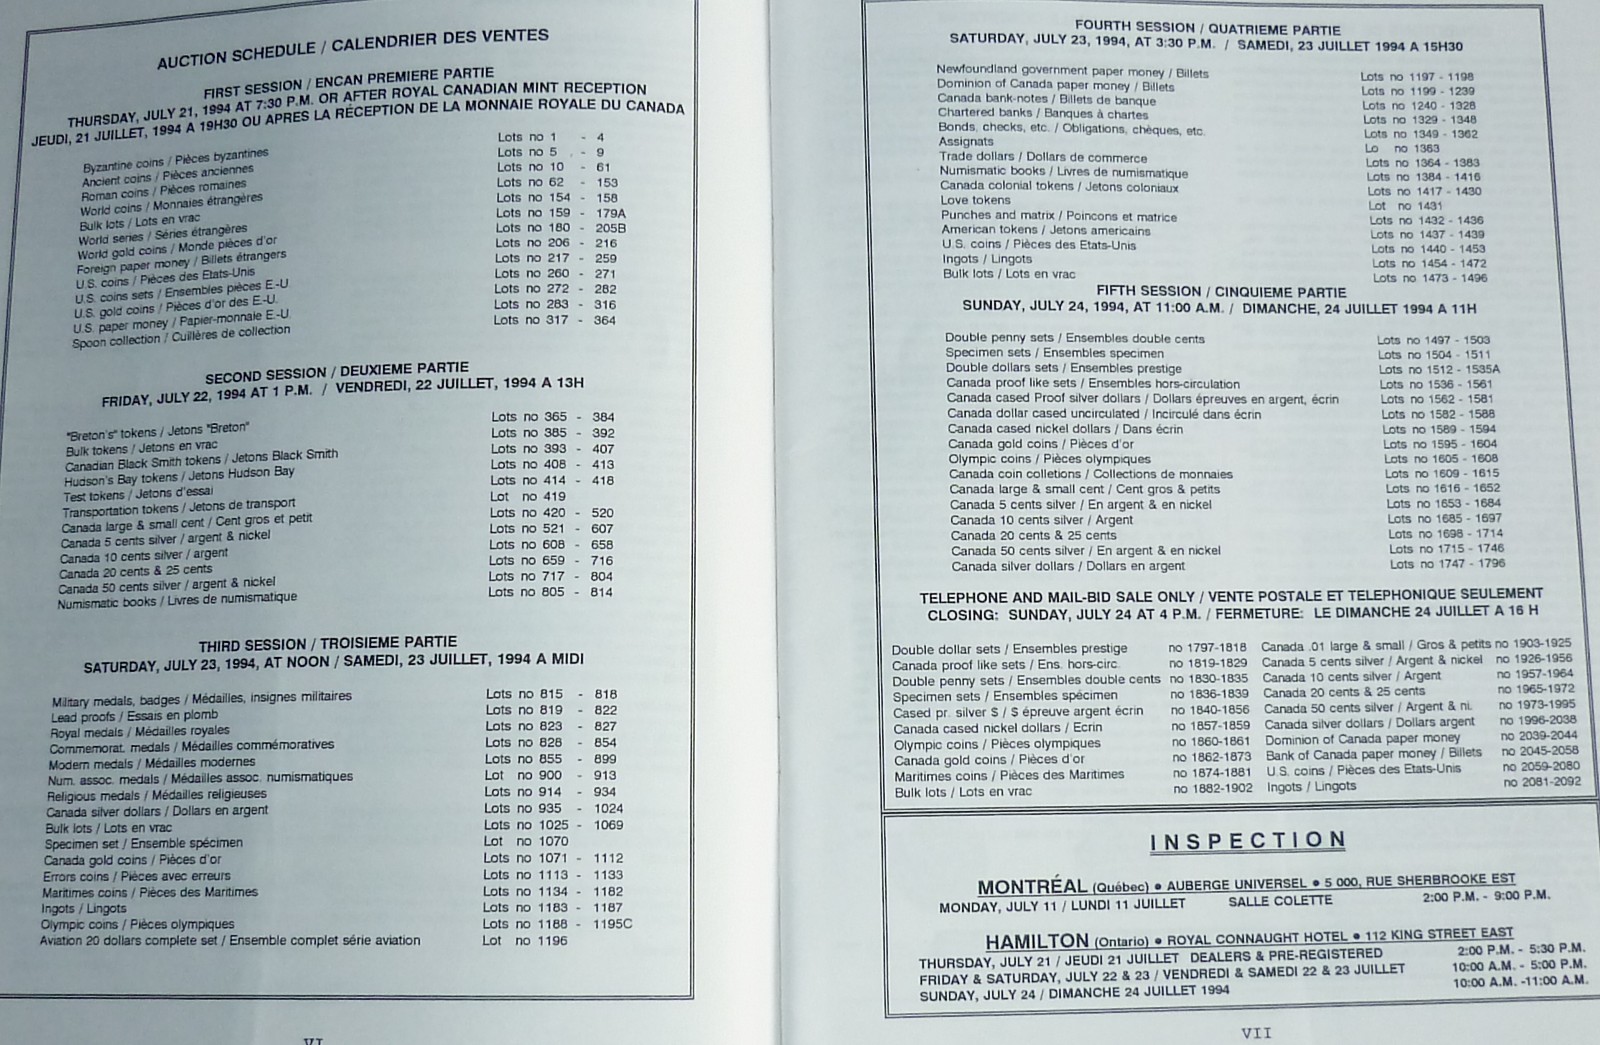 AUCTION SCHEDULE / CALENDRIER DES VENTES
FIRST SESSION / ENCAN PREMIERE PARTIE
THURSDAY, JULY 21, 1994 AT 7:30 P.M. OR AFTER ROYAL CANADIAN MINT RECEPTION
JEUDI, 21 JUILLET, 1994 A 19H30 OU APRES LA RÉCEPTION DE LA MONNAIE ROYALE DU CANADA
Byzantine coins / Pièces byzantines Lots no 1 - 4
Ancient coins / Pièces anciennes Lots no 5 - 9
Roman coins / Pièces romaines Lots no 10 - 61
World coins / Monnaies étrangères Lots no 62 - 153
Bulk lots / Lots en vrac Lots no 154 - 158
World series / Séries étrangères Lots no 159 - 179A
World gold coins / Monde pièces d'or Lots no 180 - 205B
Foreign paper money / Billets étrangers Lots no 206 - 216
U.S. coins / Pièces des Etats-Unis Lots no 217 - 259
U.S. coins sets / Ensembles pièces E.-U. Lots no 260 - 271
U.S. gold coins / Pièces d'or des E.-U. Lots no 272 - 282
U.S. paper money / Papier-monnaie E.-U. Lots no 283 - 316
Spoon collection / Cuillères de collection Lots no 317 - 364
SECOND SESSION / DEUXIEME PARTIE
FRIDAY, JULY 22, 1994 AT 1 P.M. / VENDREDI, 22 JUILLET, 1994 A 13H
"Breton's" tokens / Jetons "Breton" Lots no 365 - 384
Bulk tokens / Jetons en vrac Lots no 385 - 392
Canadian Black Smith tokens / Jetons Black Smith Lots no 393 - 407
Hudson's Bay tokens / Jetons Hudson Bay Lots no 408 - 413
Test tokens / Jetons d'essai Lots no 414 - 418
Transportation tokens / Jetons de transport Lot no 419
Canada large & small cent / Cent gros et petit Lots no 420 - 520
Canada 5 cents silver / argent & nickel Lots no 521 - 607
Canada 10 cents silver / argent Lots no 608 - 658
Canada 20 cents & 25 cents Lots no 659 - 716
Canada 50 cents silver / argent & nickel Lots no 717 - 804
Numismatic books / Livres de numismatique Lots no 805 - 814
THIRD SESSION / TROISIEME PARTIE
SATURDAY, JULY 23, 1994, AT NOON / SAMEDI, 23 JUILLET, 1994 A MIDI
Military medals, badges / Médailles, insignes militaires Lots no 815 - 818
Lead proofs / Essais en plomb Lots no 819 - 822
Royal medals / Médailles royales Lots no 823 - 827
Commemorat. medals / Médailles commémoratives Lots no 828 - 854
Modern medals / Médailles modernes Lots no 855 - 899
Num. assoc. medals / Médailles assoc. numismatiques Lot no 900 - 913
Religious medals / Médailles religieuses Lots no 914 - 934
Canada silver dollars / Dollars en argent Lots no 935 - 1024
Bulk lots / Lots en vrac Lots no 1025 - 1069
Specimen set / Ensemble spécimen Lot no 1070
Canada gold coins / Pièces d'or Lots no 1071 - 1112
Errors coins / Pièces avec erreurs Lots no 1113 - 1133
Maritimes coins / Pièces des Maritimes Lots no 1134 - 1182
Ingots / Lingots Lots no 1183 - 1187
Olympic coins / Pièces olympiques Lots no 1188 - 1195C
Aviation 20 dollars complete set / Ensemble complet série aviation Lot no 1196
VI
FOURTH SESSION / QUATRIEME PARTIE
SATURDAY, JULY 23, 1994, AT 3:30 P.M. / SAMEDI, 23 JUILLET 1994 A 15H30
Newfoundland government paper money / Billets Lots no 1197 - 1198
Dominion of Canada paper money / Billets Lots no 1199 - 1239
Canada bank-notes / Billets de banque Lots no 1240 - 1328
Chartered banks / Banques à chartes Lots no 1329 - 1348
Bonds, checks, etc. / Obligations, chèques, etc. Lots no 1349 - 1362
Assignats Lo no 1363
Trade dollars / Dollars de commerce Lots no 1364 - 1383
Numismatic books / Livres de numismatique Lots no 1384 - 1416
Canada colonial tokens / Jetons coloniaux Lots no 1417 - 1430
Love tokens Lot no 1431
Punches and matrix / Poincons et matrice Lots no 1432 - 1436
American tokens / Jetons americains Lots no 1437 - 1439
U.S. coins / Pièces des Etats-Unis Lots no 1440 - 1453
Ingots / Lingots Lots no 1454 - 1472
Bulk lots / Lots en vrac Lots no 1473 - 1496
FIFTH SESSION / CINQUIEME PARTIE
SUNDAY, JULY 24, 1994, AT 11:00 A.M. / DIMANCHE, 24 JUILLET 1994 A 11H
Double penny sets / Ensembles double cents Lots no 1497 - 1503
Specimen sets / Ensembles specimen Lots no 1504 - 1511
Double dollars sets / Ensembles prestige Lots no 1512 - 1535A
Canada proof like sets / Ensembles hors-circulation Lots no 1536 - 1561
Canada cased Proof silver dollars / Dollars épreuves en argent, écrin Lots no 1562 - 1581
Canada dollar cased uncirculated / Incirculé dans écrin Lots no 1582 - 1588
Canada cased nickel dollars / Dans écrin Lots no 1589 - 1594
Canada gold coins / Pièces d'or Lots no 1595 - 1604
Olympic coins / Pièces olympiques Lots no 1605 - 1608
Canada coin colletions / Collections de monnaies Lots no 1609 - 1615
Canada large & small cent / Cent gros & petits Lots no 1616 - 1652
Canada 5 cents silver / En argent & en nickel Lots no 1653 - 1684
Canada 10 cents silver / Argent Lots no 1685 - 1697
Canada 20 cents & 25 cents Lots no 1698 - 1714
Canada 50 cents silver / En argent & en nickel Lots no 1715 - 1746
Canada silver dollars / Dollars en argent Lots no 1747 - 1796
TELEPHONE AND MAIL-BID SALE ONLY / VENTE POSTALE ET TELEPHONIQUE SEULEMENT
CLOSING: SUNDAY, JULY 24 AT 4 P.M. / FERMETURE: LE DIMANCHE 24 JUILLET A 16 H
Double dollar sets / Ensembles prestige no 1797-1818 Canada .01 large & small / Gros & petits no 1903-1925
Canada proof like sets / Ens. hors-circ. no 1819-1829 Canada 5 cents silver / Argent & nickel no 1926-1956
Double penny sets / Ensembles double cents no 1830-1835 Canada 10 cents silver / Argent no 1957-1964
Specimen sets / Ensembles spécimen no 1836-1839 Canada 20 cents & 25 cents no 1965-1972
Cased pr. silver $ / $ épreuve argent écrin no 1840-1856 Canada 50 cents silver / Argent & ni. no 1973-1995
Canada cased nickel dollars / Ecrin no 1857-1859 Canada silver dollars / Dollars argent no 1996-2038
Olympic coins / Pièces olympiques no 1860-1861 Dominion of Canada paper money no 2039-2044
Canada gold coins / Pièces d'or no 1862-1873 Bank of Canada paper money / Billets no 2045-2058
Maritimes coins / Pièces des Maritimes no 1874-1881 U.S. coins / Pièces des Etats-Unis no 2059-2080
Bulk lots / Lots en vrac no 1882-1902 Ingots / Lingots no 2081-2092
INSPECTION
MONTRÉAL (Québec) ● AUBERGE UNIVERSEL ● 5 000, RUE SHERBROOKE EST
MONDAY, JULY 11 / LUNDI 11 JUILLET SALLE COLETTE 2:00 P.M. - 9:00 P.M.
HAMILTON (Ontario) ● ROYAL CONNAUGHT HOTEL ● 112 KING STREET EAST
THURSDAY, JULY 21 / JEUDI 21 JUILLET DEALERS & PRE-REGISTERED 2:00 P.M. - 5:30 P.M.
FRIDAY & SATURDAY, JULY 22 & 23 / VENDREDI & SAMEDI 22 & 23 JUILLET 10:00 A.M. - 5:00 P.M.
SUNDAY, JULY 24 / DIMANCHE 24 JUILLET 1994 10:00 A.M. -11:00 A.M.
VII